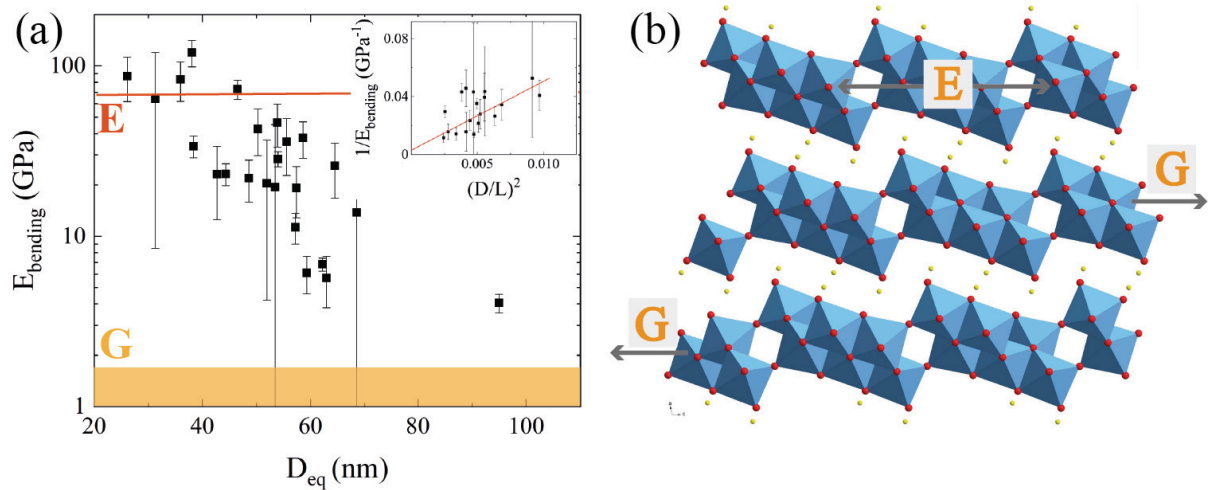 (a)
(b)
E_bending (GPa)
100
10
1
E
G
20
40
60
80
100
D_eq (nm)
1/E_bending (GPa⁻¹)
0.08
0.04
0
0.005
0.010
(D/L)²
E
G
G